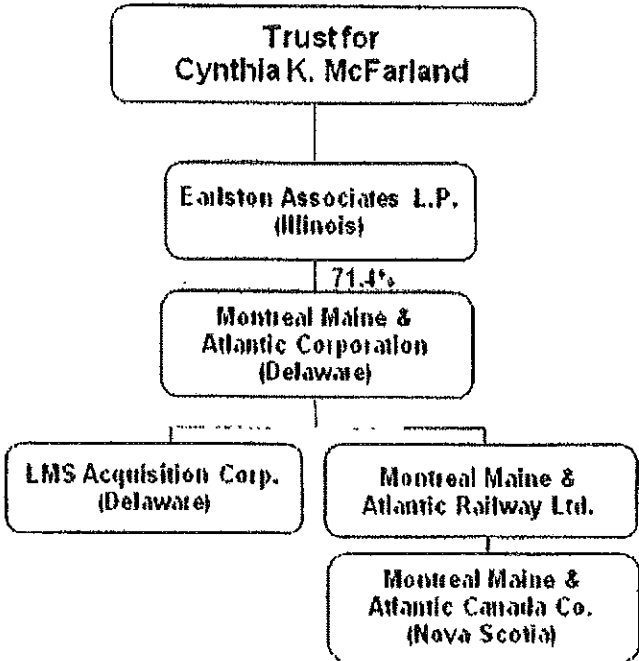 Trust for
Cynthia K. McFarland
Earlston Associates L.P.
(Illinois)
71.4%
Montreal Maine &
Atlantic Corporation
(Delaware)
LMS Acquisition Corp.
(Delaware)
Montreal Maine &
Atlantic Railway Ltd.
Montreal Maine &
Atlantic Canada Co.
(Nova Scotia)